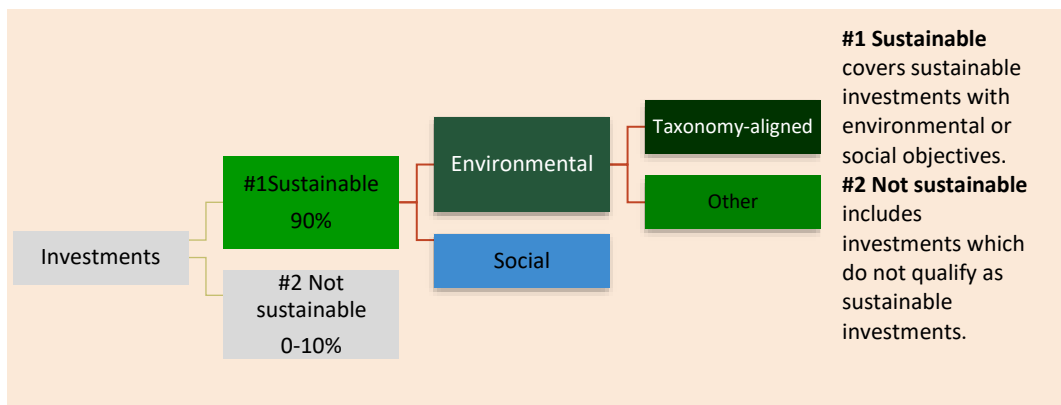 Investments
#1Sustainable
90%
#2 Not
sustainable
0-10%
Environmental
Social
Taxonomy-aligned
Other
#1 Sustainable
covers sustainable
investments with
environmental or
social objectives.
#2 Not sustainable
includes
investments which
do not qualify as
sustainable
investments.